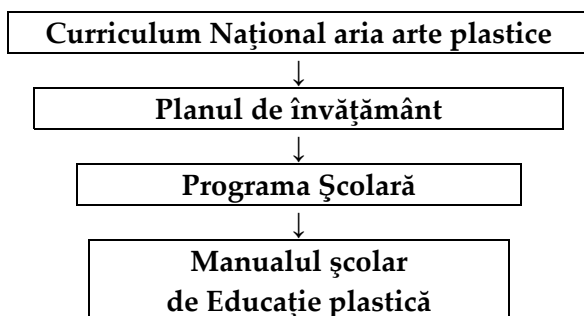 Curriculum Naţional aria arte plastice
↓
Planul de învăţământ
↓
Programa Şcolară
↓
Manualul şcolar
de Educaţie plastică